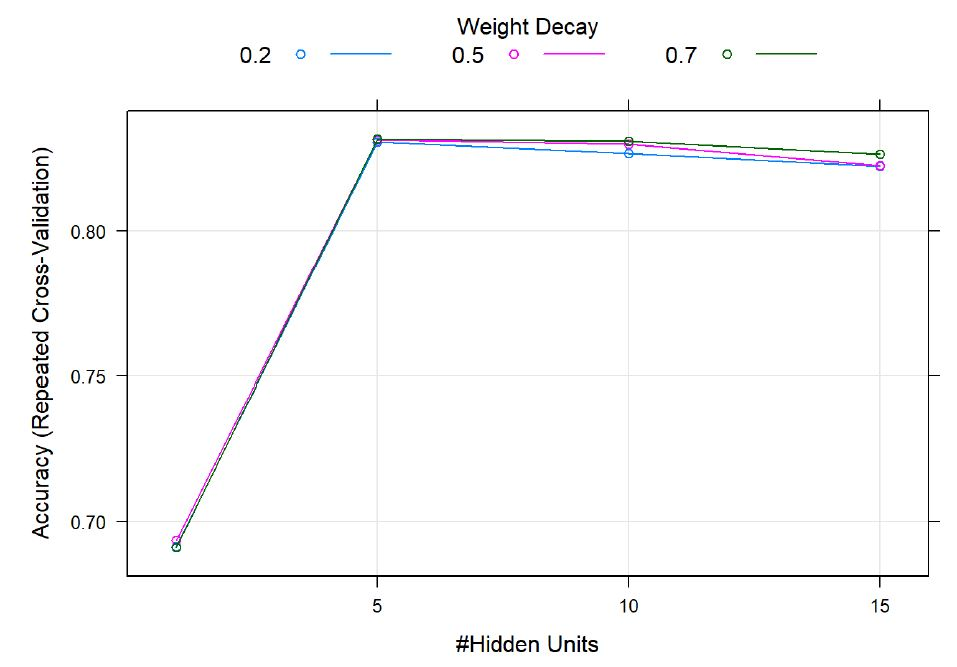 Weight Decay
0.2 0.5 0.7
Accuracy (Repeated Cross-Validation)
0.80
0.75
0.70
5 10 15
#Hidden Units